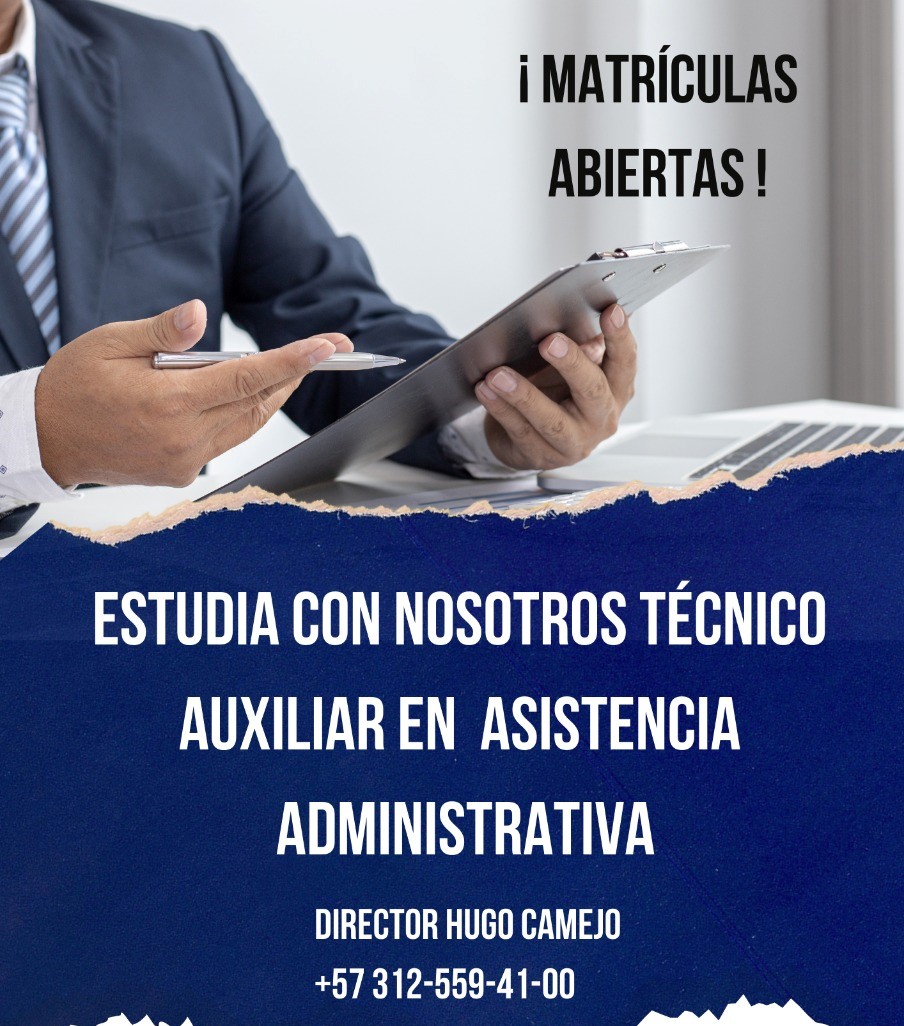 ¡ MATRÍCULAS
ABIERTAS !
ESTUDIA CON NOSOTROS TÉCNICO
AUXILIAR EN ASISTENCIA
ADMINISTRATIVA
DIRECTOR HUGO CAMEJO
+57 312-559-41-00